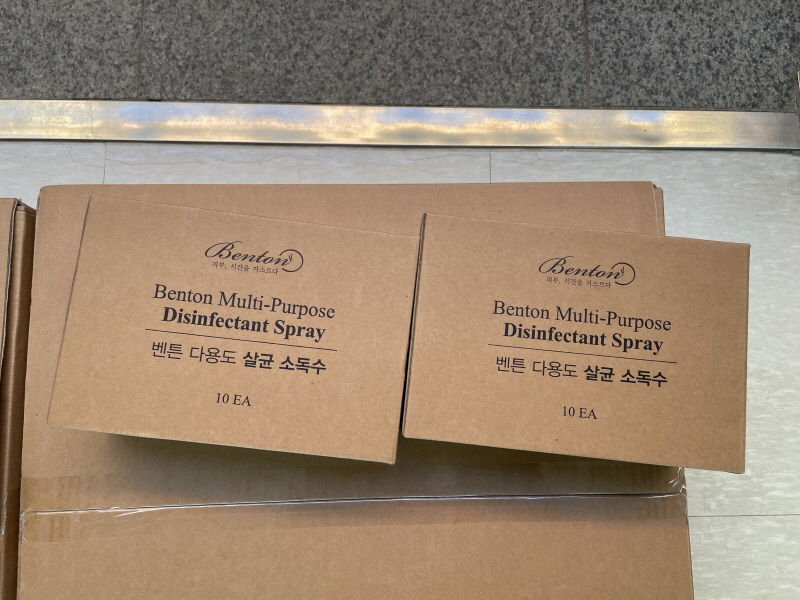 Benton
피부, 시간을 거스르다
Benton Multi-Purpose
Disinfectant Spray
벤튼 다용도 살균 소독수
10 EA
Benton
피부, 시간을 거스르다
Benton Multi-Purpose
Disinfectant Spray
벤튼 다용도 살균 소독수
10 EA